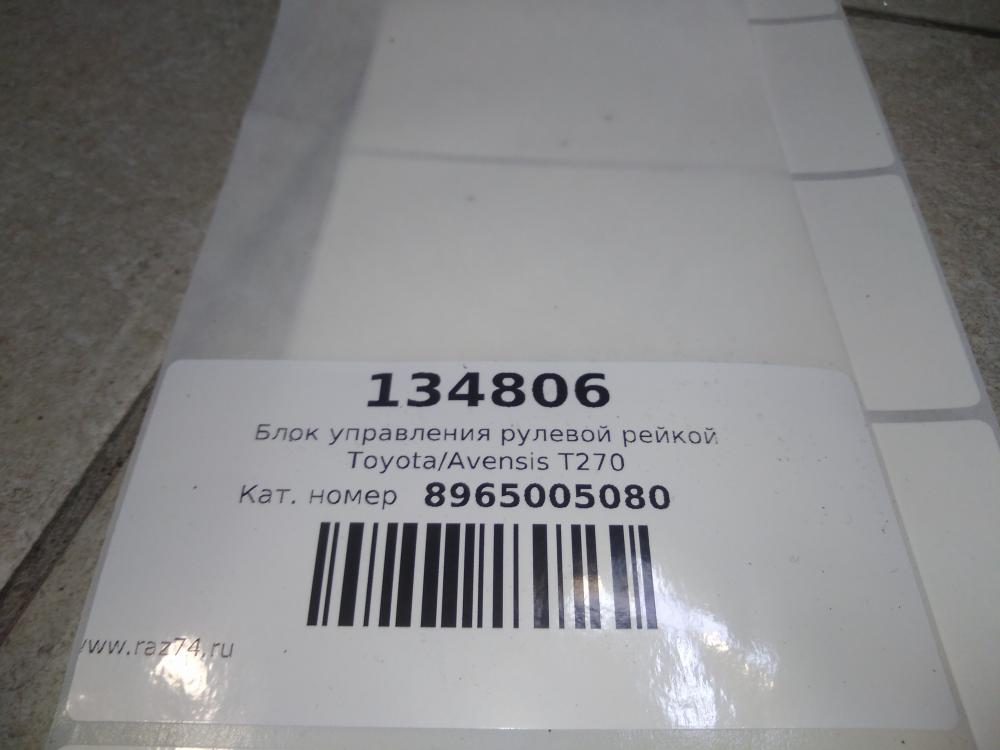 134806
Блок управления рулевой рейкой
Toyota/Avensis T270
Кат. номер 8965005080
www.raz74.ru